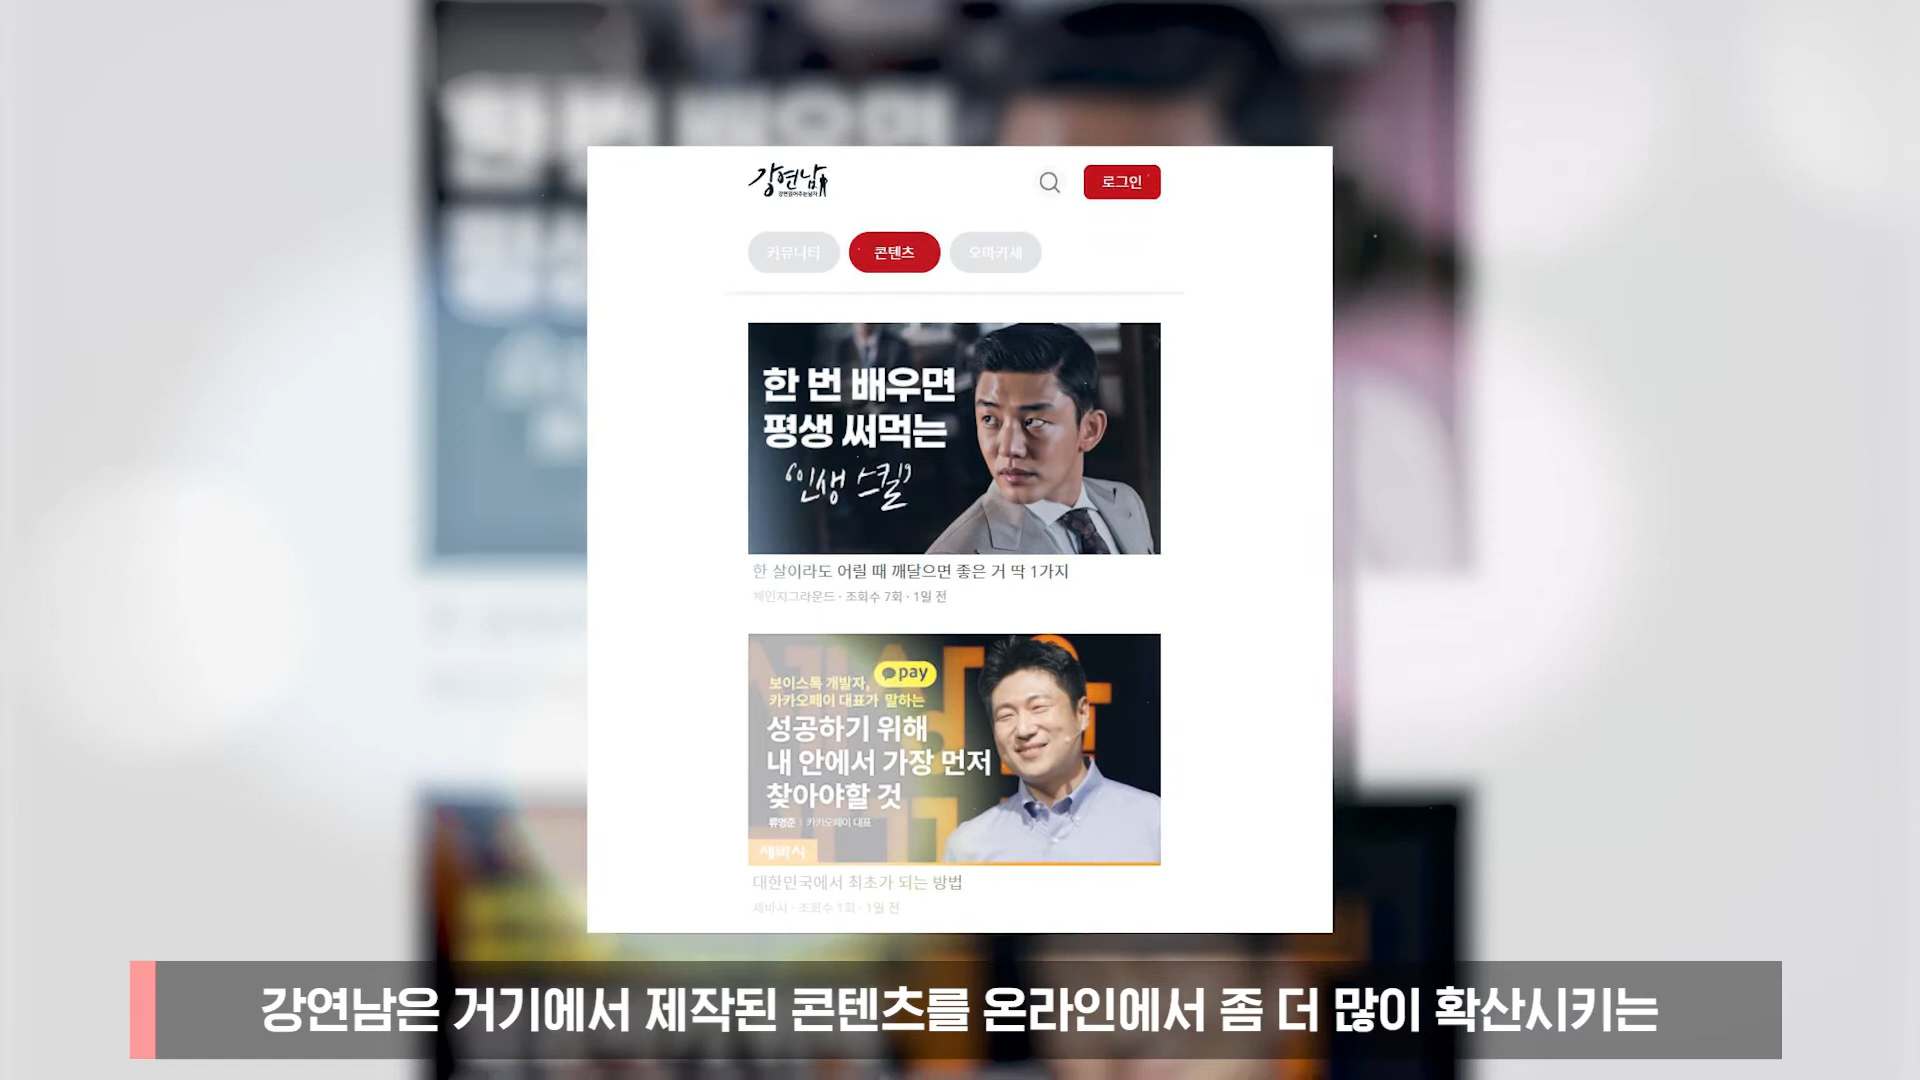 강연남
강연읽어주는남자
로그인
커뮤니티
콘텐츠
오마카세
한 번 배우면
평생 써먹는
'인생 스킬'
한 살이라도 어릴 때 깨달으면 좋은 거 딱 1가지
체인지그라운드 · 조회수 7회 · 1일 전
pay
보이스톡 개발자,
카카오페이 대표가 말하는
성공하기 위해
내 안에서 가장 먼저
찾아야할 것
류영준 | 카카오페이 대표
세바시
대한민국에서 최초가 되는 방법
세바시 · 조회수 1회 · 1일 전
강연남은 거기에서 제작된 콘텐츠를 온라인에서 좀 더 많이 확산시키는